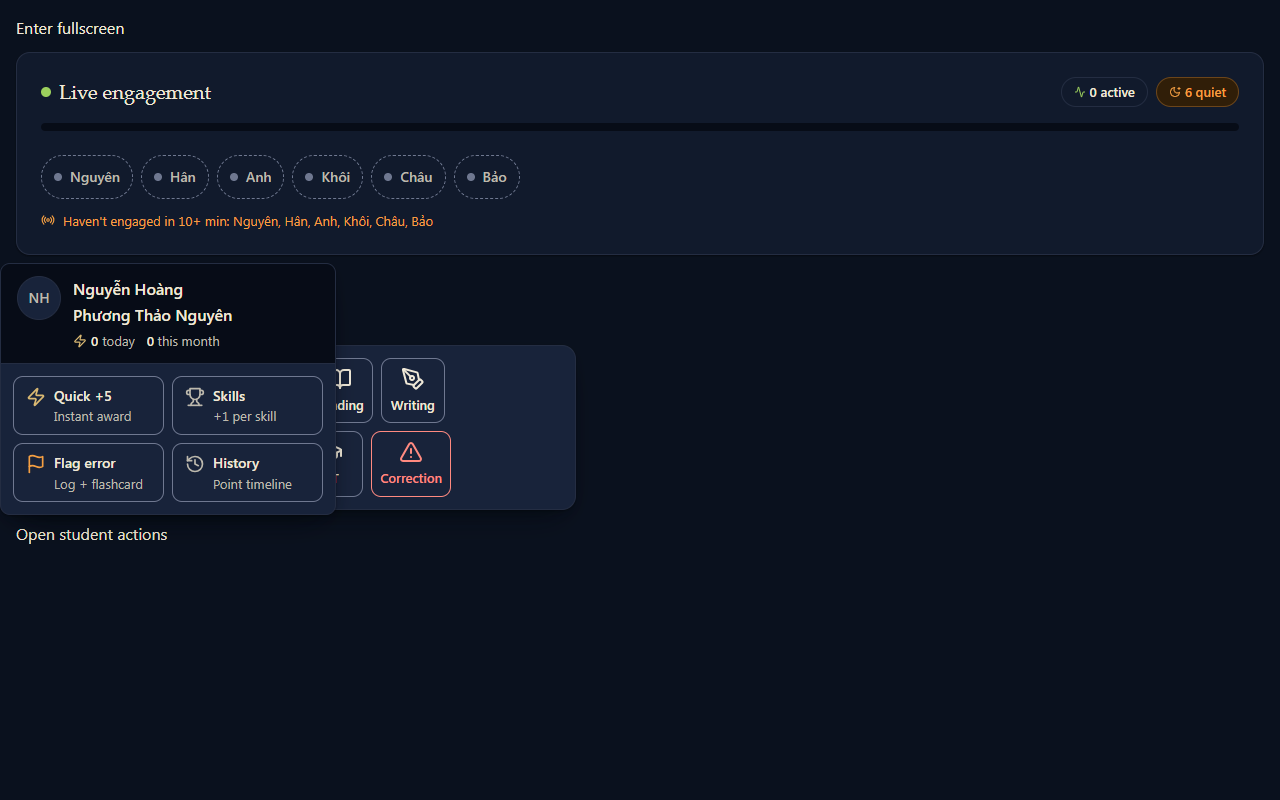 Enter fullscreen
Live engagement
0 active
6 quiet
Nguyên
Hân
Anh
Khôi
Châu
Bảo
Haven't engaged in 10+ min: Nguyên, Hân, Anh, Khôi, Châu, Bảo
NH
Nguyễn Hoàng
Phương Thảo Nguyên
0 today 0 this month
Quick +5
Instant award
Skills
+1 per skill
Writing
Flag error
Log + flashcard
History
Point timeline
Correction
Open student actions